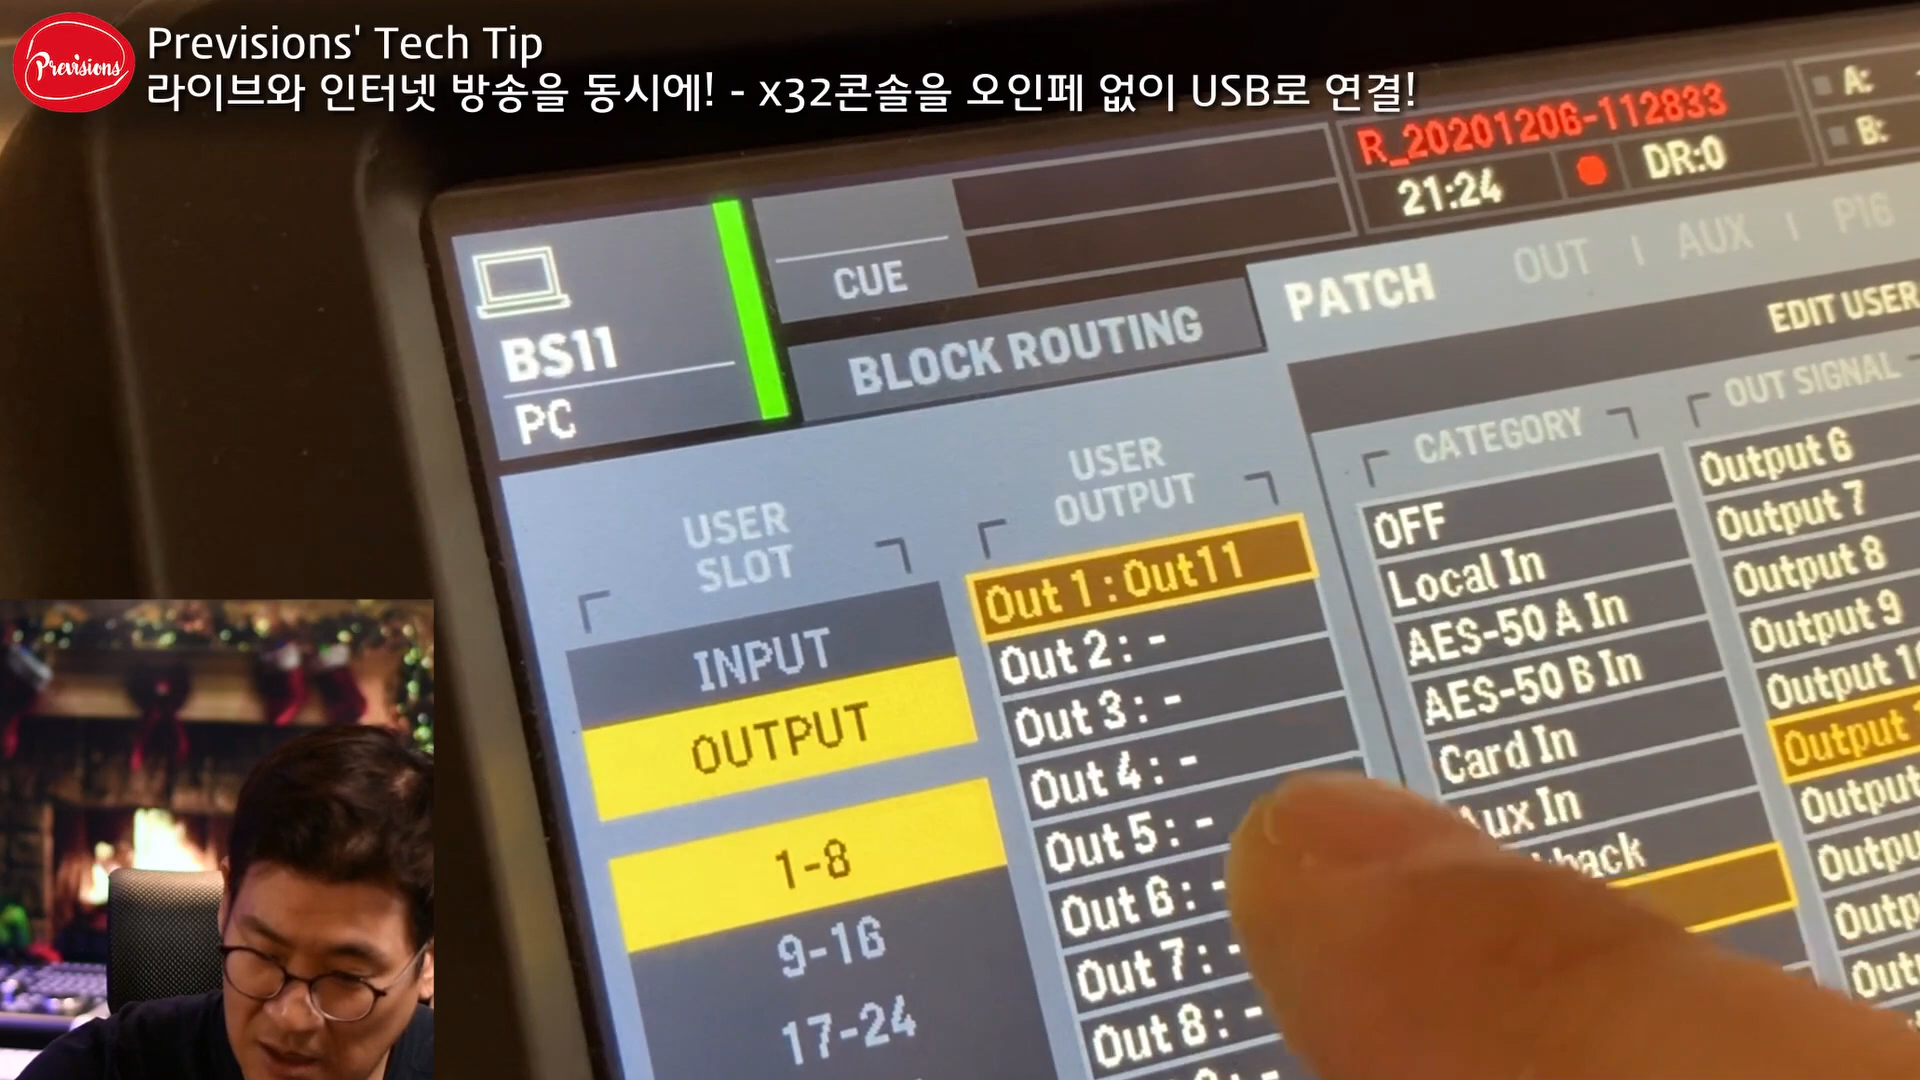 Previsions' Tech Tip
Previsions
라이브와 인터넷 방송을 동시에! - x32콘솔을 오인페 없이 USB로 연결!
R_20201206-112833
21:24
DR:0
A:
B:
BS11
PC
CUE
BLOCK ROUTING
PATCH
OUT
AUX
P16
EDIT USER
USER
SLOT
INPUT
OUTPUT
1-8
9-16
17-24
USER
OUTPUT
Out 1 : Out11
Out 2 : -
Out 3 : -
Out 4 : -
Out 5 : -
Out 6 : -
Out 7 : -
Out 8 : -
CATEGORY
OFF
Local In
AES-50 A In
AES-50 B In
Card In
Aux In
OUT SIGNAL
Output 6
Output 7
Output 8
Output 9
Output
Output
Output